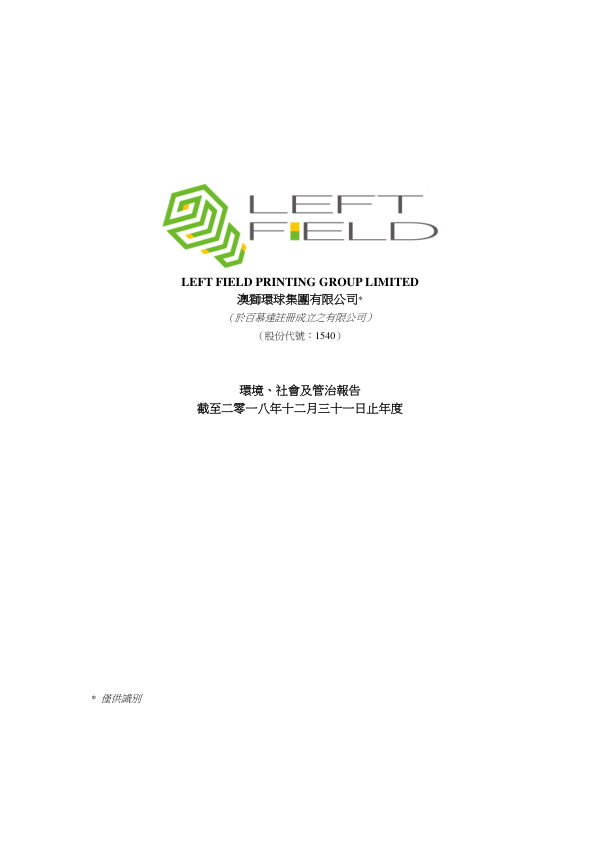 LEFT
FIELD
LEFT FIELD PRINTING GROUP LIMITED
澳獅環球集團有限公司*
（於百慕達註冊成立之有限公司）
（股份代號：1540）
環境、社會及管治報告
截至二零一八年十二月三十一日止年度
* 僅供識別